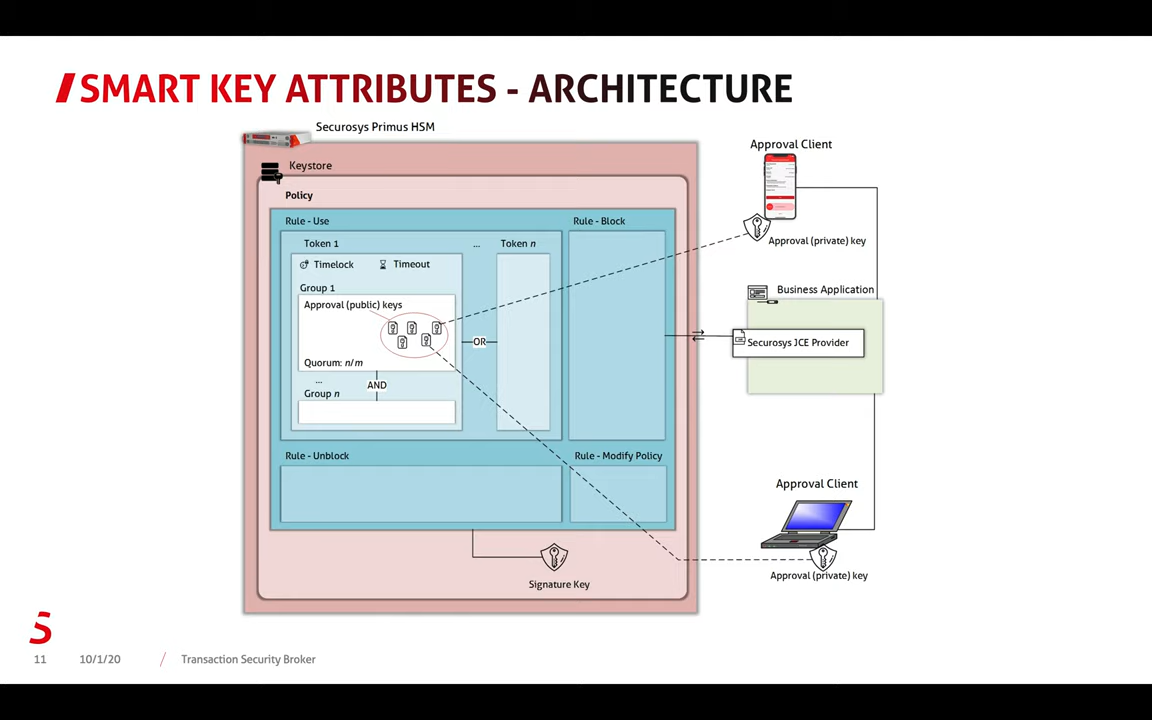 SMART KEY ATTRIBUTES - ARCHITECTURE
Securosys Primus HSM
Keystore
Policy
Rule - Use
Token 1
...
Token n
Timelock
Timeout
Group 1
Approval (public) keys
Quorum: n/m
...
AND
Group n
OR
Rule - Block
Rule - Unblock
Rule - Modify Policy
Signature Key
Approval Client
Approval (private) key
Business Application
Securosys JCE Provider
Approval Client
Approval (private) key
11
10/1/20
Transaction Security Broker